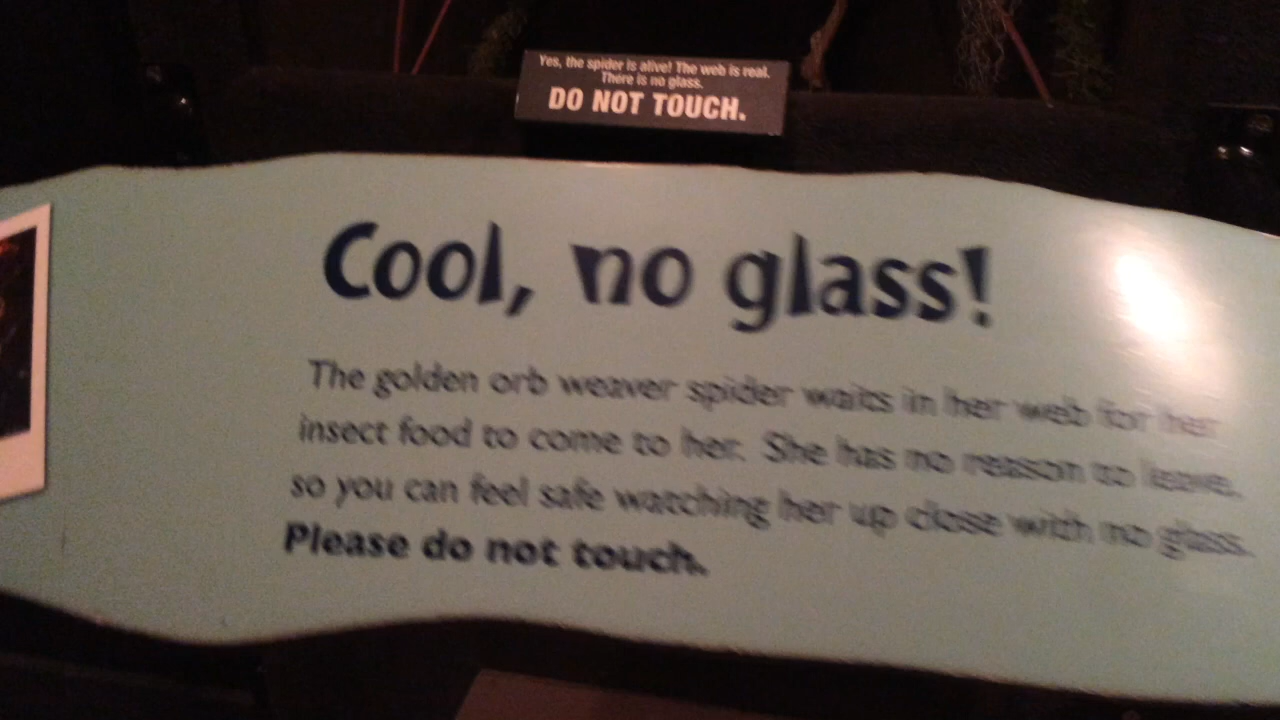 Yes, the spider is alive! The web is real.
There is no glass.
DO NOT TOUCH.
Cool, no glass!
The golden orb weaver spider waits in her web for her
insect food to come to her. She has no reason to leave,
so you can feel safe watching her up close with no glass.
Please do not touch.